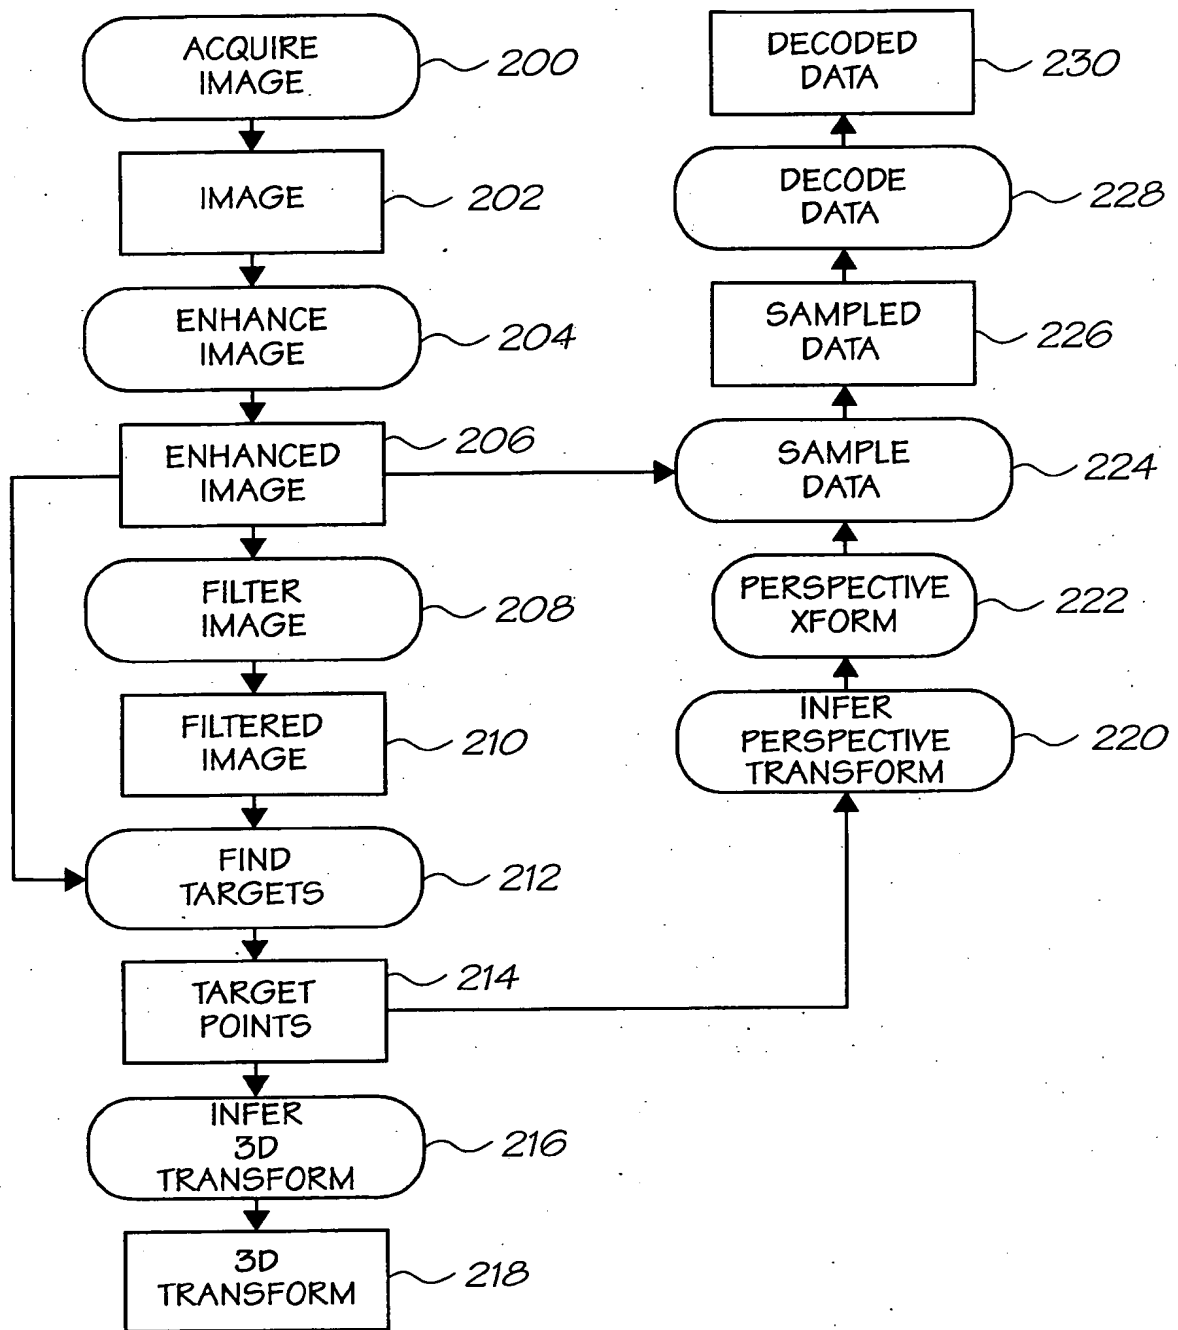 ACQUIRE
IMAGE
200
IMAGE
202
ENHANCE
IMAGE
204
ENHANCED
IMAGE
206
FILTER
IMAGE
208
FILTERED
IMAGE
210
FIND
TARGETS
212
TARGET
POINTS
214
INFER
3D
TRANSFORM
216
3D
TRANSFORM
218
DECODED
DATA
230
DECODE
DATA
228
SAMPLED
DATA
226
SAMPLE
DATA
224
PERSPECTIVE
XFORM
222
INFER
PERSPECTIVE
TRANSFORM
220